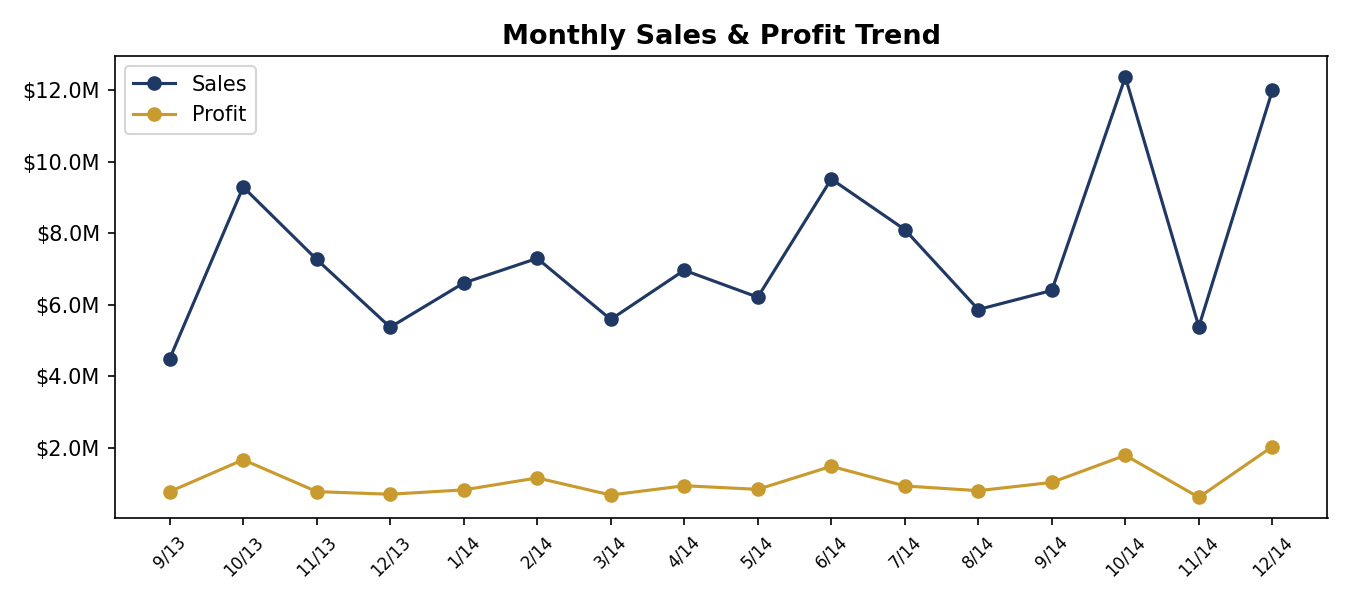 Monthly Sales & Profit Trend
Sales
Profit
$12.0M
$10.0M
$8.0M
$6.0M
$4.0M
$2.0M
9/13
10/13
11/13
12/13
1/14
2/14
3/14
4/14
5/14
6/14
7/14
8/14
9/14
10/14
11/14
12/14